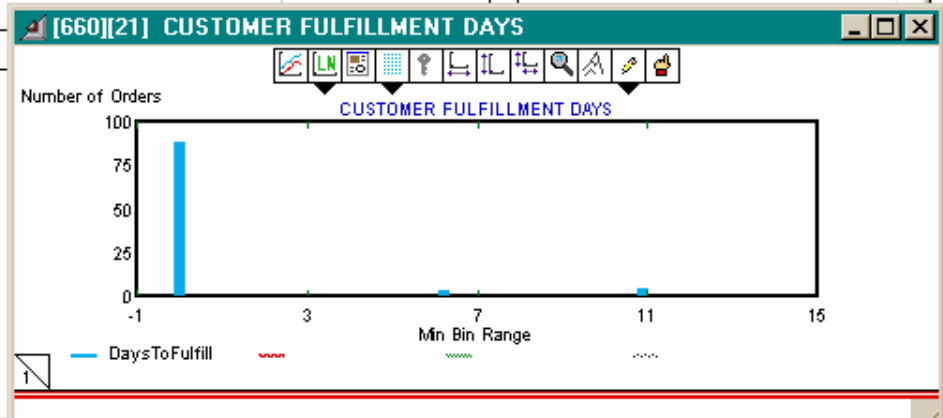 [660][21] CUSTOMER FULFILLMENT DAYS
LN
Number of Orders
CUSTOMER FULFILLMENT DAYS
100
75
50
25
0
-1 3 7 11 15
Min Bin Range
DaysToFulfill
1